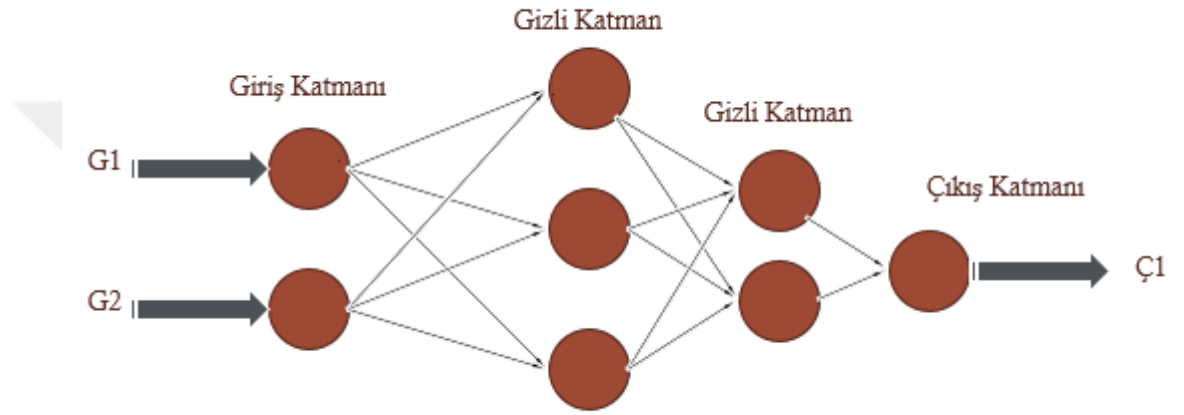 Gizli Katman
Giriş Katmanı
Gizli Katman
G1
Çıkış Katmanı
Ç1
G2